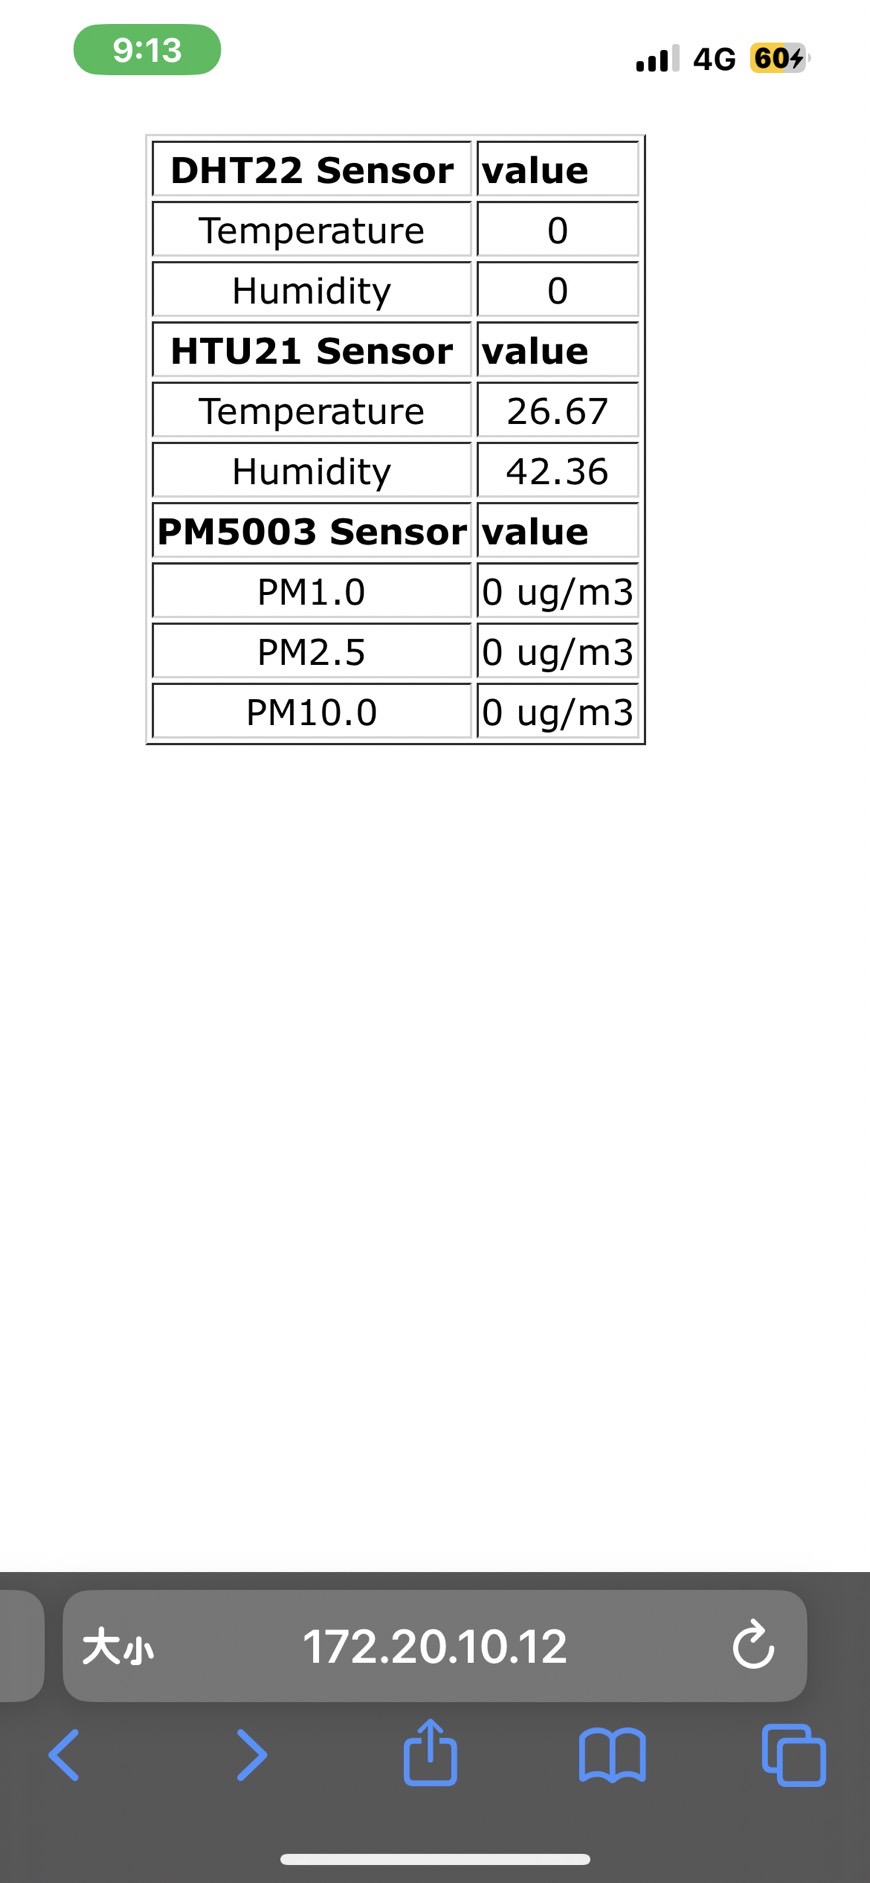 9:13
4G 60
DHT22 Sensor value
Temperature 0
Humidity 0
HTU21 Sensor value
Temperature 26.67
Humidity 42.36
PM5003 Sensor value
PM1.0 0 ug/m3
PM2.5 0 ug/m3
PM10.0 0 ug/m3
大小 172.20.10.12